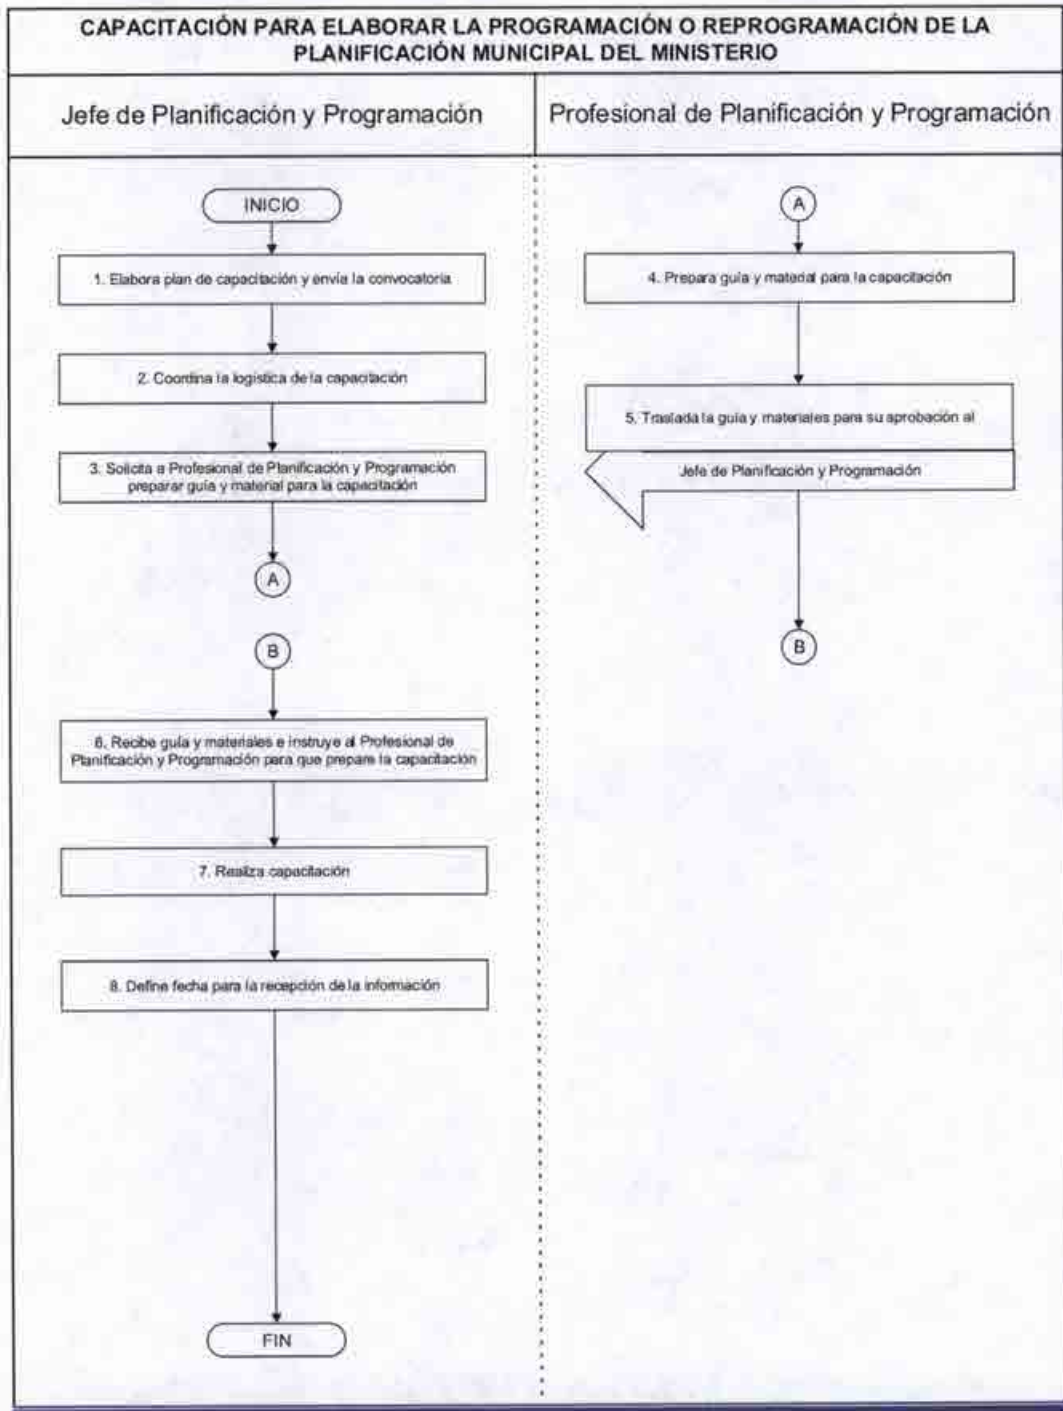 CAPACITACIÓN PARA ELABORAR LA PROGRAMACIÓN O REPROGRAMACIÓN DE LA
PLANIFICACIÓN MUNICIPAL DEL MINISTERIO
Jefe de Planificación y Programación
Profesional de Planificación y Programación
INICIO
1. Elabora plan de capacitación y envía la convocatoria
2. Coordina la logística de la capacitación
3. Solicita a Profesional de Planificación y Programación
preparar guía y material para la capacitación
A
B
6. Recibe guía y materiales e instruye al Profesional de
Planificación y Programación para que prepare la capacitación
7. Realiza capacitación
8. Define fecha para la recepción de la información
FIN
A
4. Prepara guía y material para la capacitación
5. Traslada la guía y materiales para su aprobación al
Jefe de Planificación y Programación
B